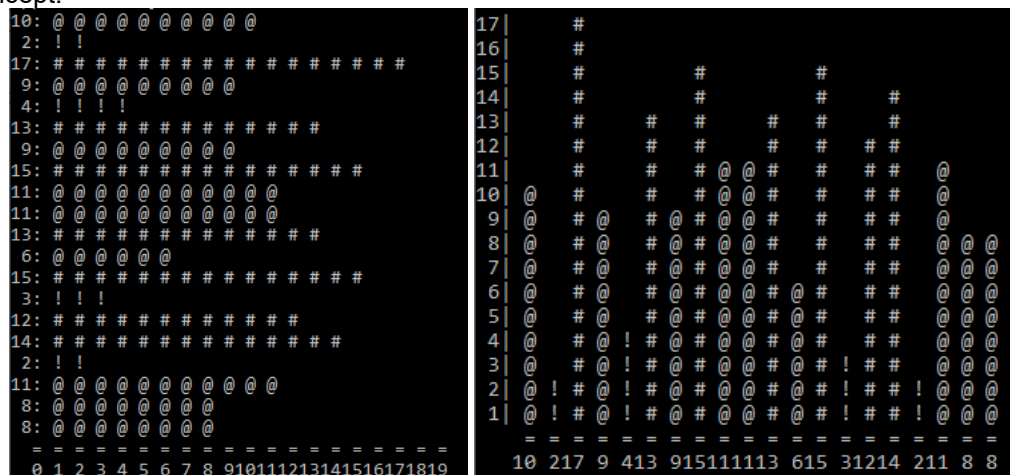 10: @ @ @ @ @ @ @ @ @ @
2: ! !
17: # # # # # # # # # # # # # # # # #
9: @ @ @ @ @ @ @ @ @
4: ! ! ! !
13: # # # # # # # # # # # # #
9: @ @ @ @ @ @ @ @ @
15: # # # # # # # # # # # # # # #
11: @ @ @ @ @ @ @ @ @ @ @
11: @ @ @ @ @ @ @ @ @ @ @
13: # # # # # # # # # # # # #
6: @ @ @ @ @ @
15: # # # # # # # # # # # # # # #
3: ! ! !
12: # # # # # # # # # # # #
14: # # # # # # # # # # # # # #
2: ! !
11: @ @ @ @ @ @ @ @ @ @ @
8: @ @ @ @ @ @ @ @
8: @ @ @ @ @ @ @ @
= = = = = = = = = = = = = = = = = = = =
0 1 2 3 4 5 6 7 8 910111213141516171819
17| #
16| #
15| # # #
14| # # # #
13| # # # # # #
12| # # # # # # #
11| # # # @ @ # # # # @
10| @ # # # @ @ # # # # @
9| @ # @ # @ # @ @ # # # # @
8| @ # @ # @ # @ @ # # # # @ @ @
7| @ # @ # @ # @ @ # # # # @ @ @
6| @ # @ # @ # @ @ # @ # # # @ @ @
5| @ # @ # @ # @ @ # @ # # # @ @ @
4| @ # @ ! # @ # @ @ # @ # # # @ @ @
3| @ # @ ! # @ # @ @ # @ # ! # # @ @ @
2| @ ! # @ ! # @ # @ @ # @ # ! # # ! @ @ @
1| @ ! # @ ! # @ # @ @ # @ # ! # # ! @ @ @
= = = = = = = = = = = = = = = = = = = =
10 217 9 413 915111113 615 31214 211 8 8